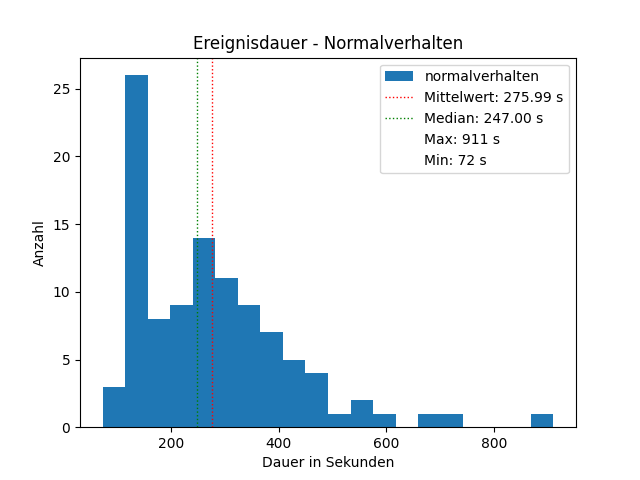 Ereignisdauer - Normalverhalten
normalverhalten
Mittelwert: 275.99 s
Median: 247.00 s
Max: 911 s
Min: 72 s
Anzahl
25
20
15
10
5
0
200 400 600 800
Dauer in Sekunden